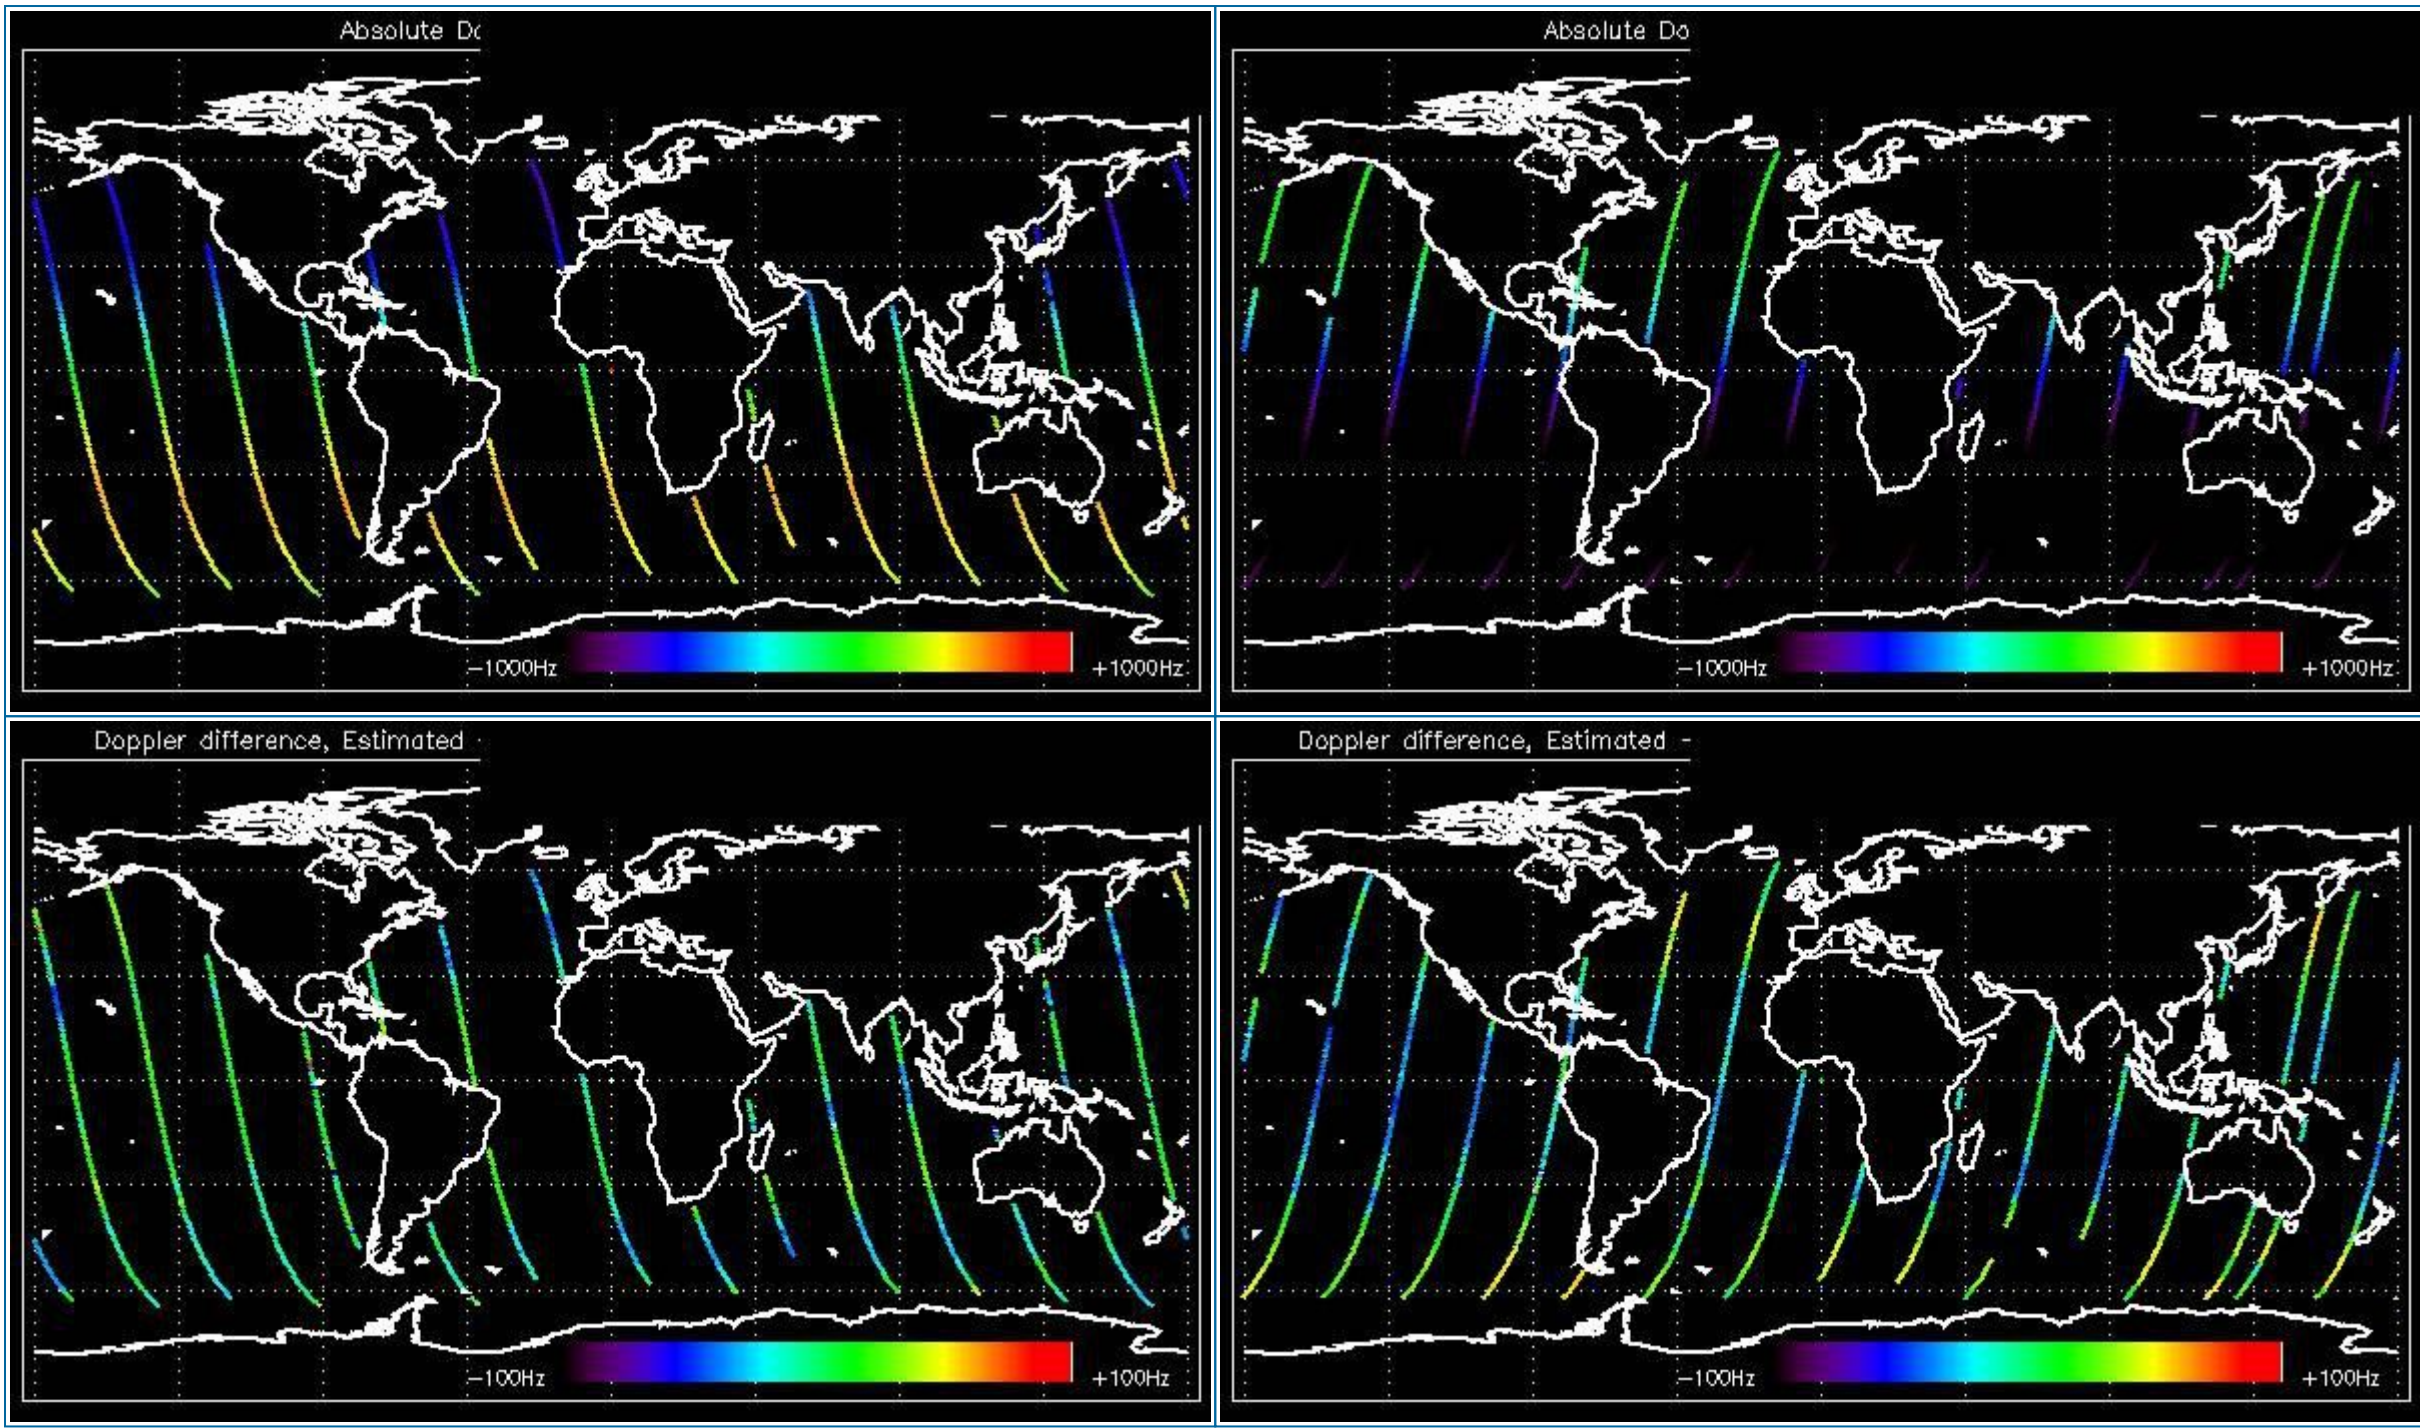 Absolute Do
Absolute Do
−1000Hz
+1000Hz
−1000Hz
+1000Hz
Doppler difference, Estimated
Doppler difference, Estimated −
−100Hz
+100Hz
−100Hz
+100Hz